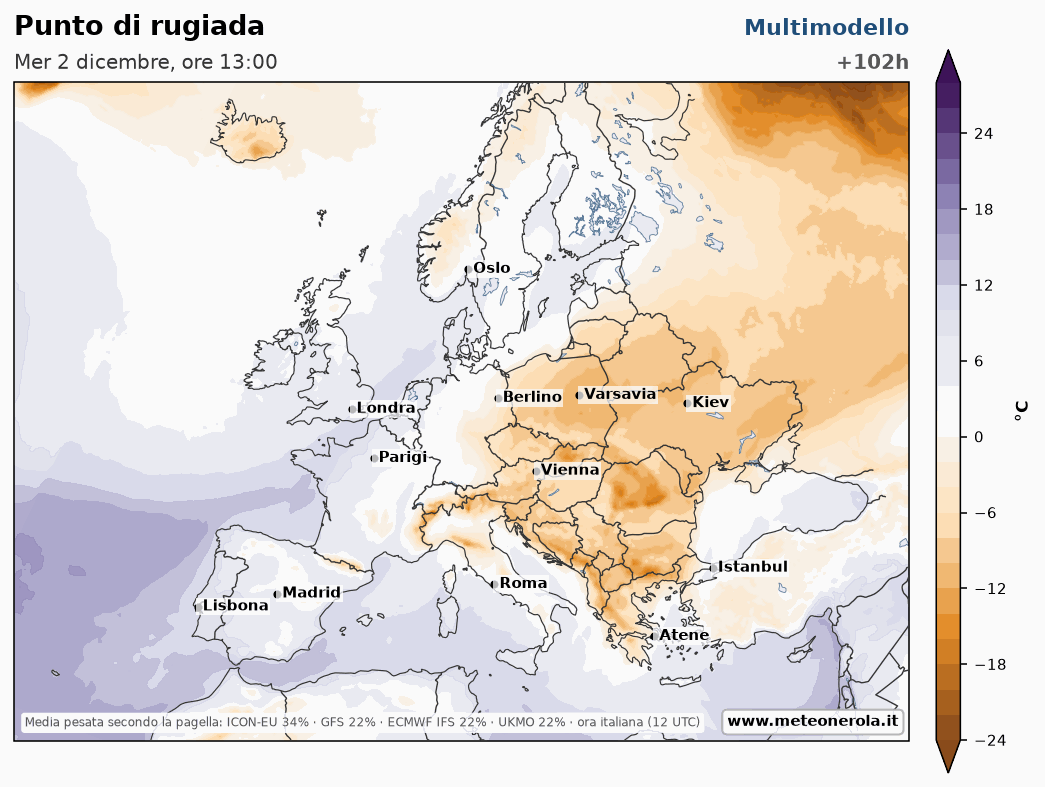 Punto di rugiada
Multimodello
Mer 2 dicembre, ore 13:00
+102h
24
18
12
6
0
−6
−12
−18
−24
°C
Oslo
Berlino
Varsavia
Kiev
Londra
Parigi
Vienna
Istanbul
Roma
Madrid
Lisbona
Atene
Media pesata secondo la pagella: ICON-EU 34% · GFS 22% · ECMWF IFS 22% · UKMO 22% · ora italiana (12 UTC)
www.meteonerola.it